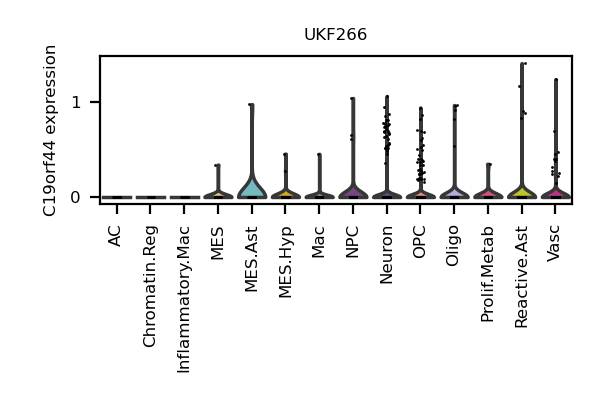 UKF266
C19orf44 expression
1
0
AC
Chromatin.Reg
Inflammatory.Mac
MES
MES.Ast
MES.Hyp
Mac
NPC
Neuron
OPC
Oligo
Prolif.Metab
Reactive.Ast
Vasc